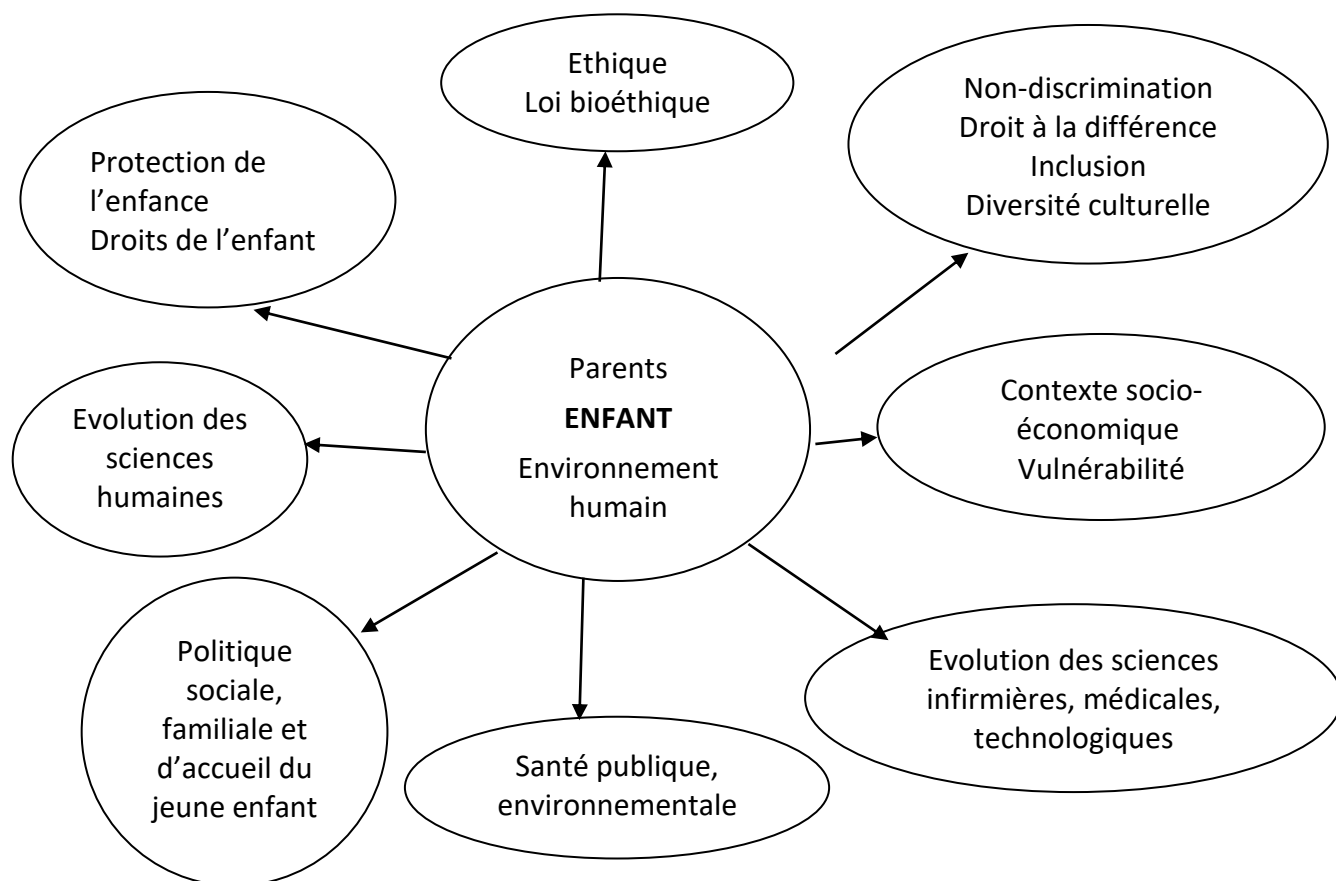 Ethique
Loi bioéthique
Non-discrimination
Droit à la différence
Inclusion
Diversité culturelle
Protection de
l’enfance
Droits de l’enfant
Parents
ENFANT
Environnement
humain
Contexte socio-
économique
Vulnérabilité
Evolution des
sciences
humaines
Politique
sociale,
familiale et
d’accueil du
jeune enfant
Santé publique,
environnementale
Evolution des sciences
infirmières, médicales,
technologiques